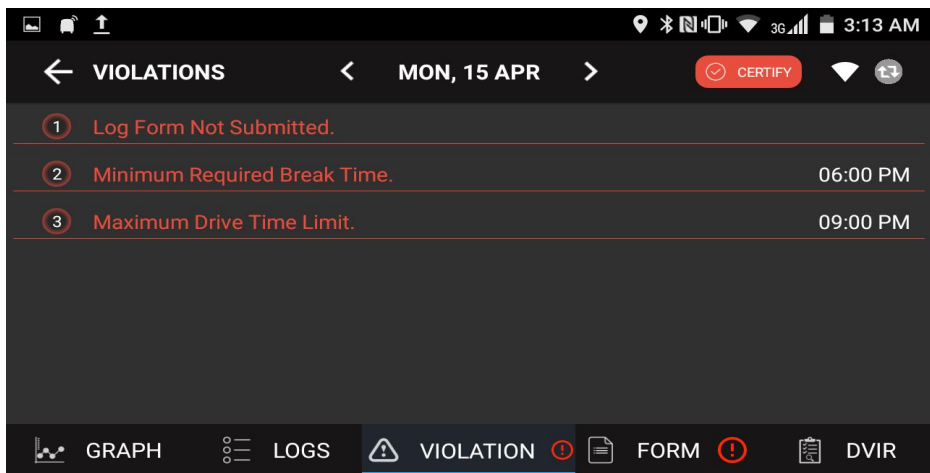 3G 3:13 AM
VIOLATIONS < MON, 15 APR > CERTIFY
1 Log Form Not Submitted.
2 Minimum Required Break Time. 06:00 PM
3 Maximum Drive Time Limit. 09:00 PM
GRAPH LOGS VIOLATION ! FORM ! DVIR